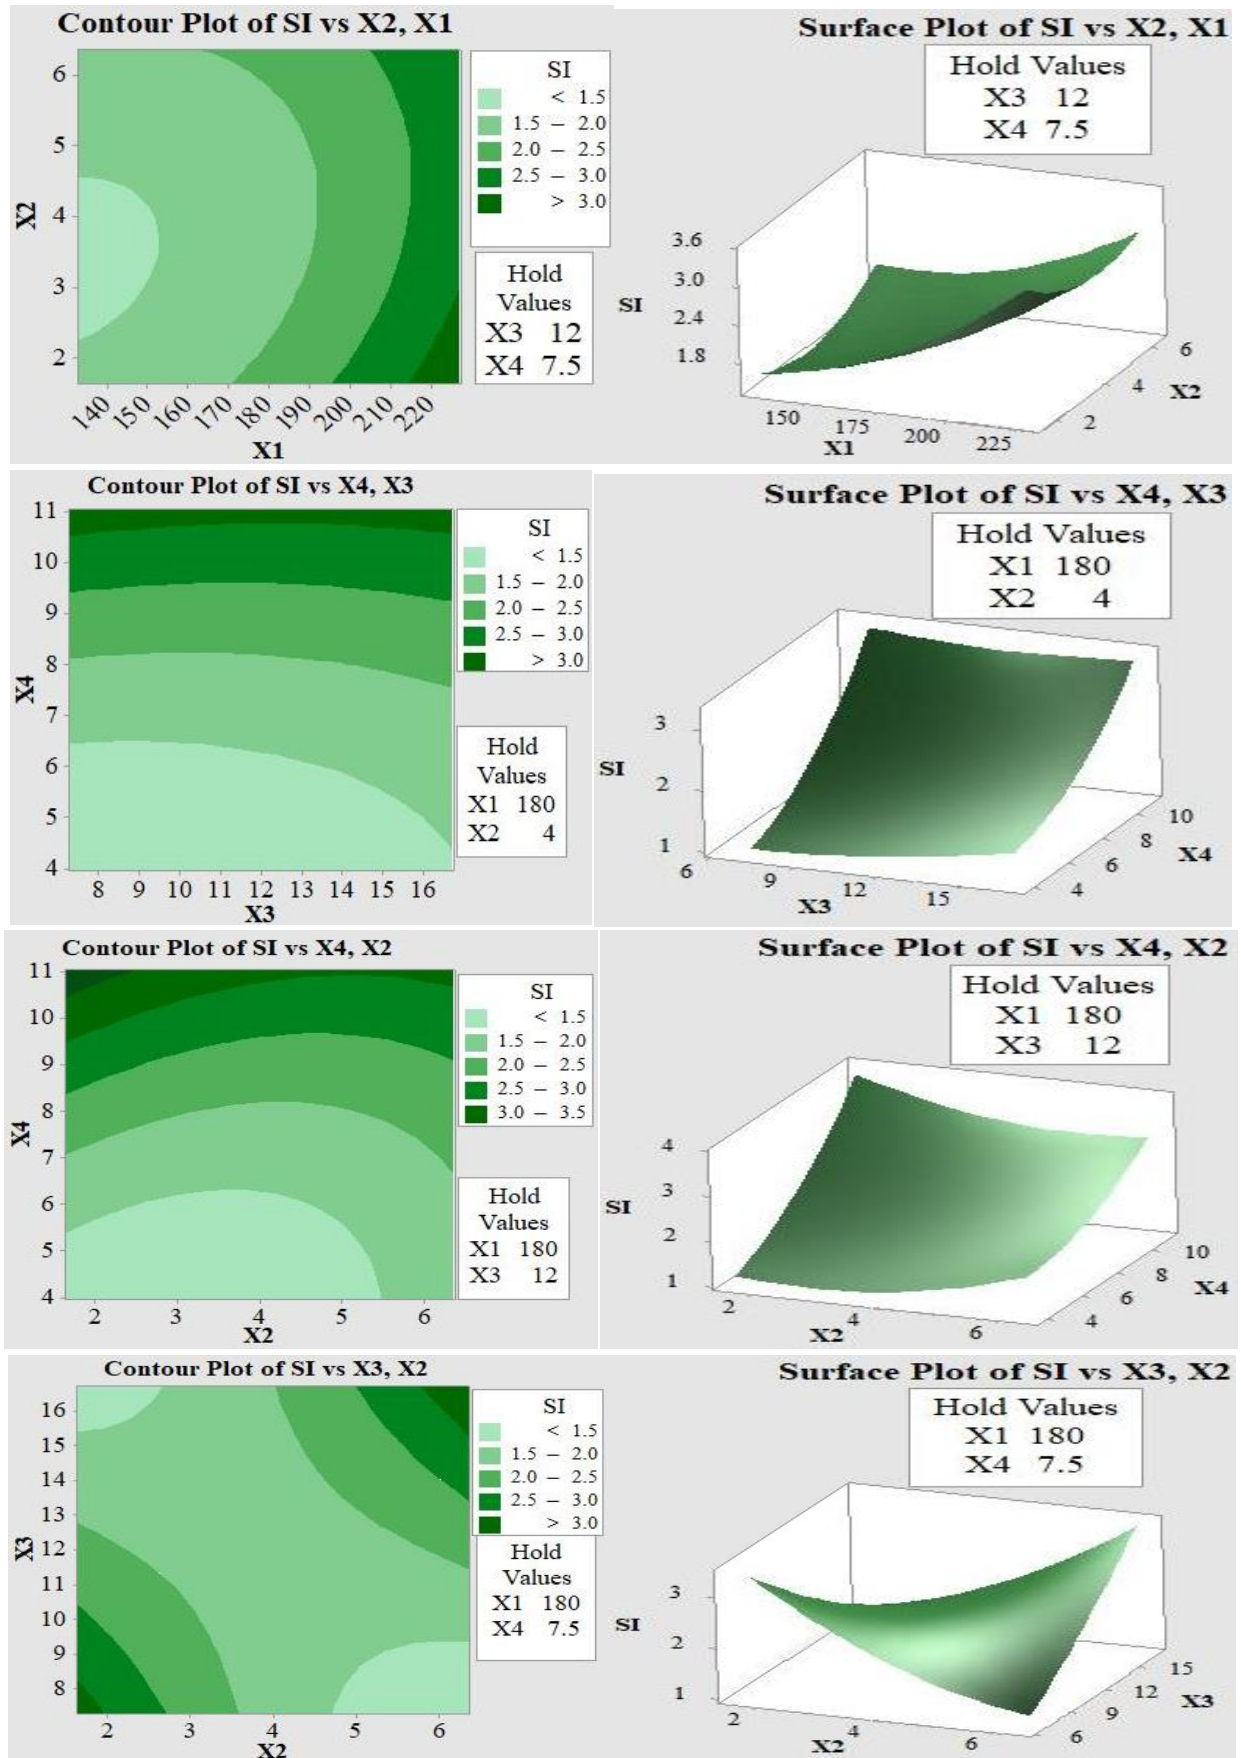 Contour Plot of SI vs X2, X1
6
5
4
3
2
X2
140 150 160 170 180 190 200 210 220
X1
SI
< 1.5
1.5 – 2.0
2.0 – 2.5
2.5 – 3.0
> 3.0
Hold
Values
X3 12
X4 7.5
Surface Plot of SI vs X2, X1
Hold Values
X3 12
X4 7.5
3.6
3.0
2.4
1.8
SI
150 175 200 225
X1
2 4 6
X2
Contour Plot of SI vs X4, X3
11
10
9
8
7
6
5
4
X4
8 9 10 11 12 13 14 15 16
X3
SI
< 1.5
1.5 – 2.0
2.0 – 2.5
2.5 – 3.0
> 3.0
Hold
Values
X1 180
X2 4
Surface Plot of SI vs X4, X3
Hold Values
X1 180
X2 4
3
2
1
SI
6 9 12 15
X3
4 6 8 10
X4
Contour Plot of SI vs X4, X2
11
10
9
8
7
6
5
4
X4
2 3 4 5 6
X2
SI
< 1.5
1.5 – 2.0
2.0 – 2.5
2.5 – 3.0
3.0 – 3.5
Hold
Values
X1 180
X3 12
Surface Plot of SI vs X4, X2
Hold Values
X1 180
X3 12
4
3
2
1
SI
2 4 6
X2
4 6 8 10
X4
Contour Plot of SI vs X3, X2
16
15
14
13
12
11
10
9
8
X3
2 3 4 5 6
X2
SI
< 1.5
1.5 – 2.0
2.0 – 2.5
2.5 – 3.0
> 3.0
Hold
Values
X1 180
X4 7.5
Surface Plot of SI vs X3, X2
Hold Values
X1 180
X4 7.5
3
2
1
SI
2 4 6
X2
6 9 12 15
X3